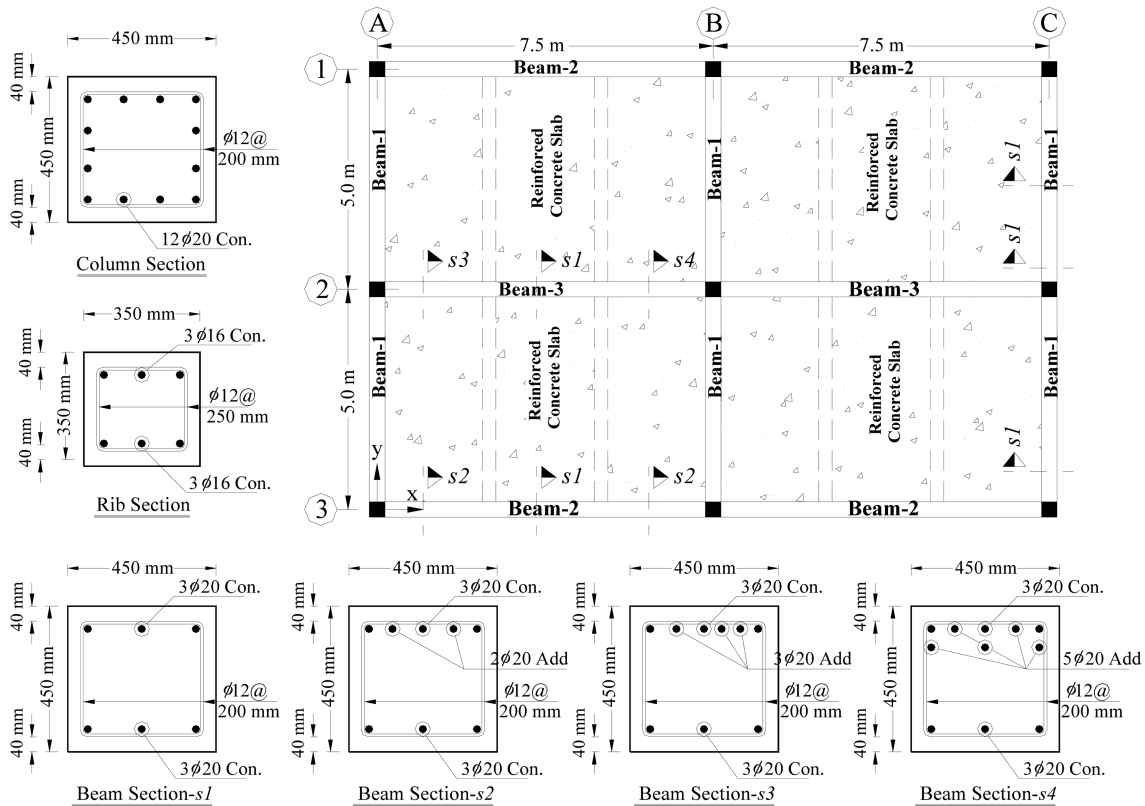 450 mm
40 mm
450 mm
40 mm
ϕ12@
200 mm
12ϕ20 Con.
Column Section
350 mm
3ϕ16 Con.
40 mm
350 mm
40 mm
ϕ12@
250 mm
3ϕ16 Con.
Rib Section
A
B
C
7.5 m
7.5 m
1
2
3
5.0 m
5.0 m
Beam-2
Beam-2
Beam-1
Beam-1
Beam-1
Reinforced
Concrete Slab
Reinforced
Concrete Slab
s1
s1
s3
s1
s4
Beam-3
Beam-3
Beam-1
Beam-1
Beam-1
Reinforced
Concrete Slab
Reinforced
Concrete Slab
s1
y
x
s2
s1
s2
Beam-2
Beam-2
450 mm
3ϕ20 Con.
40 mm
450 mm
40 mm
ϕ12@
200 mm
3ϕ20 Con.
Beam Section-s1
450 mm
3ϕ20 Con.
40 mm
450 mm
40 mm
2ϕ20 Add
ϕ12@
200 mm
3ϕ20 Con.
Beam Section-s2
450 mm
3ϕ20 Con.
40 mm
450 mm
40 mm
3ϕ20 Add
ϕ12@
200 mm
3ϕ20 Con.
Beam Section-s3
450 mm
3ϕ20 Con.
40 mm
450 mm
40 mm
5ϕ20 Add
ϕ12@
200 mm
3ϕ20 Con.
Beam Section-s4